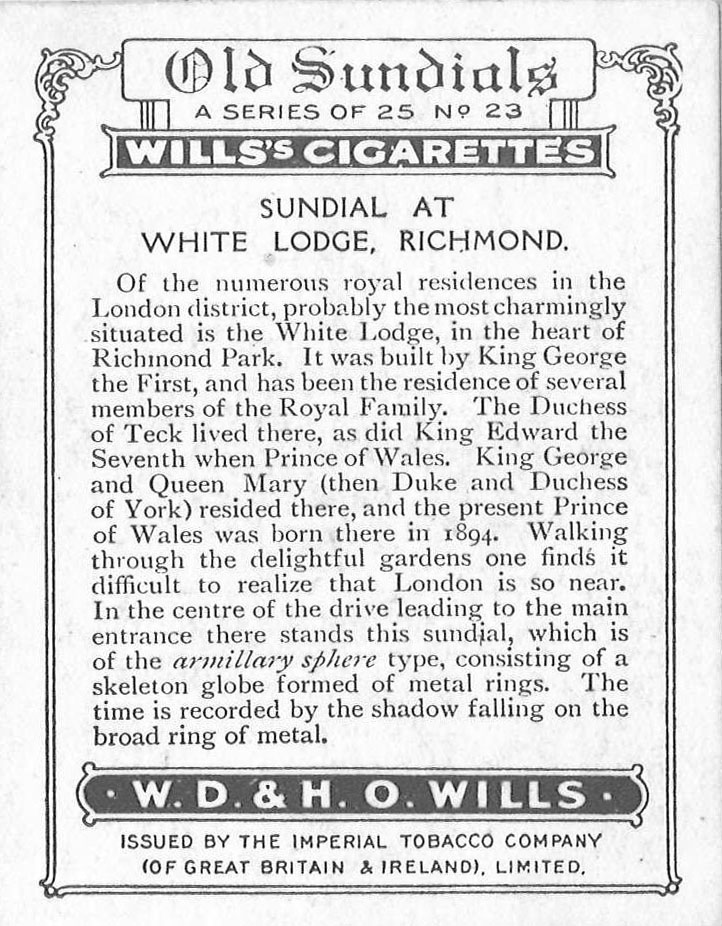 Old Sundials
A SERIES OF 25 Nº 23
WILLS'S CIGARETTES
SUNDIAL AT
WHITE LODGE, RICHMOND.
Of the numerous royal residences in the
London district, probably the most charmingly
situated is the White Lodge, in the heart of
Richmond Park. It was built by King George
the First, and has been the residence of several
members of the Royal Family. The Duchess
of Teck lived there, as did King Edward the
Seventh when Prince of Wales. King George
and Queen Mary (then Duke and Duchess
of York) resided there, and the present Prince
of Wales was born there in 1894. Walking
through the delightful gardens one finds it
difficult to realize that London is so near.
In the centre of the drive leading to the main
entrance there stands this sundial, which is
of the armillary sphere type, consisting of a
skeleton globe formed of metal rings. The
time is recorded by the shadow falling on the
broad ring of metal.
· W. D. & H. O. WILLS ·
ISSUED BY THE IMPERIAL TOBACCO COMPANY
(OF GREAT BRITAIN & IRELAND), LIMITED.